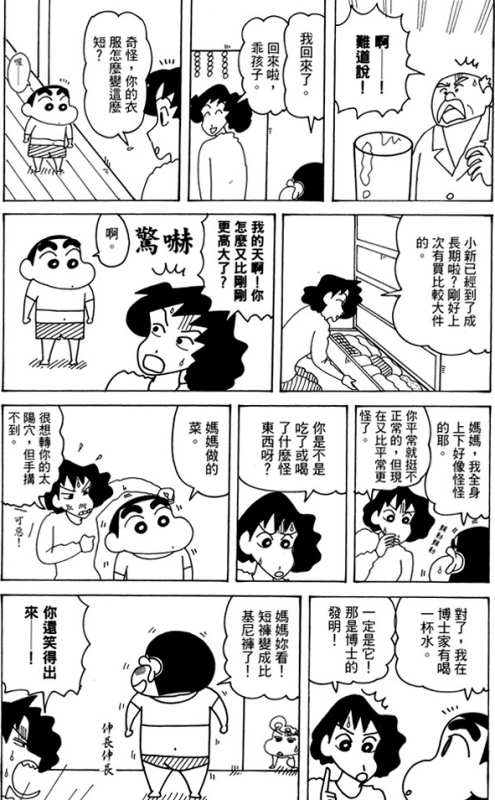 啊——！
難道說！
我回來了。
回來啦，
乖孩子。
奇怪，你的衣
服怎麼變這麼
短？
小新已經到了成
長期啦？剛好上
次有買比較大件
的。
我的天啊！你
怎麼又比剛剛
更高大了？
嚇
驚
啊。
媽媽，我全身
上下好像怪怪
的耶。
你平常就挺不
正常的，但現
在又比平常更
怪了。
你是不是
吃了或喝
了什麼怪
東西呀？
媽媽做的
菜。
很想轉你的太
陽穴，但手搆
不到。
可惡！
對了，我在
博士家有喝
一杯水。
一定是它！
那是博士的
發明！
媽媽妳看！
短褲變成比
基尼褲了！
伸長伸長
你還笑得出
來——！